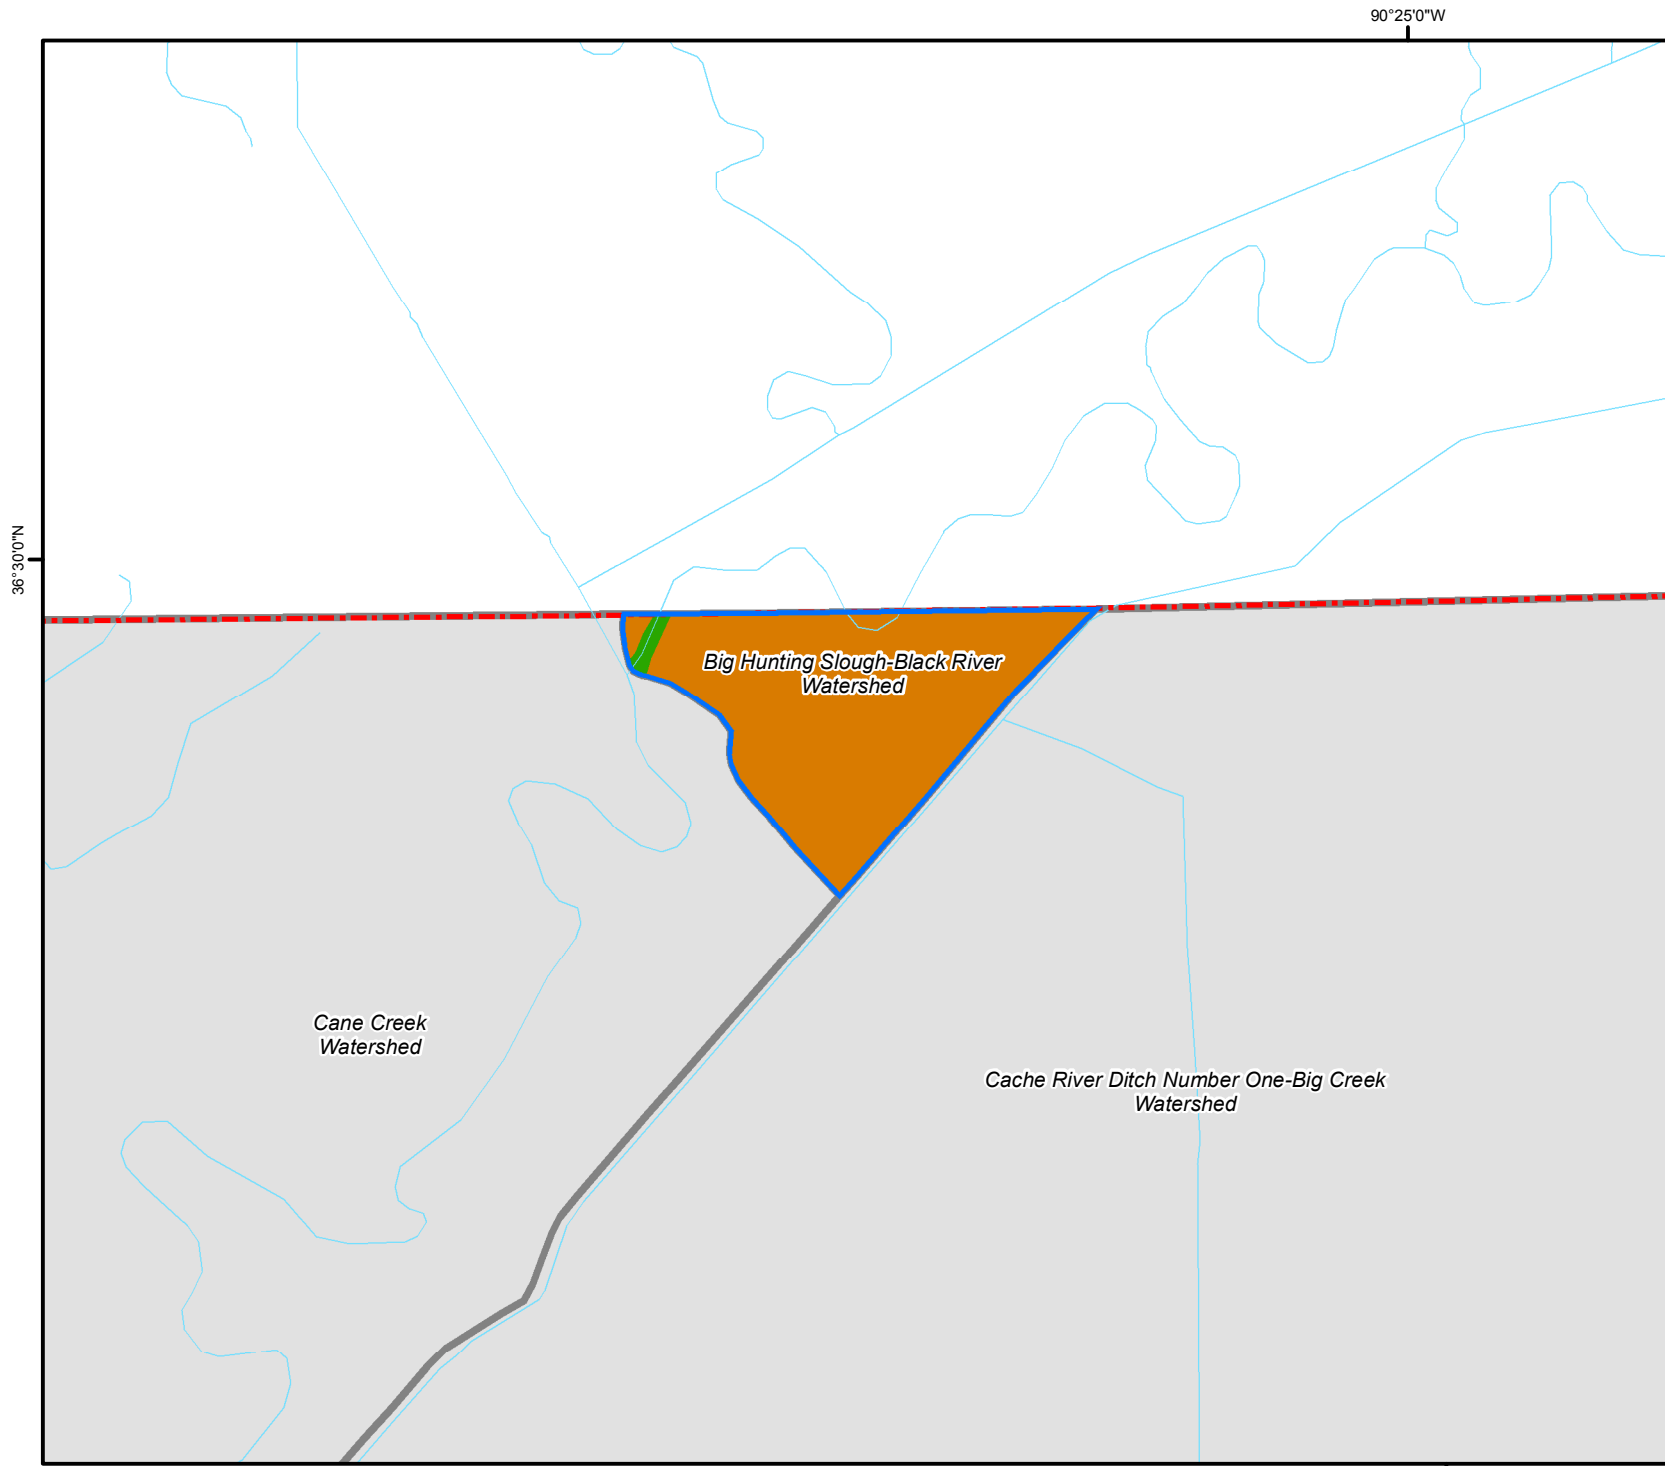 90°25'0"W
36°30'0"N
Big Hunting Slough-Black River
Watershed
Cane Creek
Watershed
Cache River Ditch Number One-Big Creek
Watershed